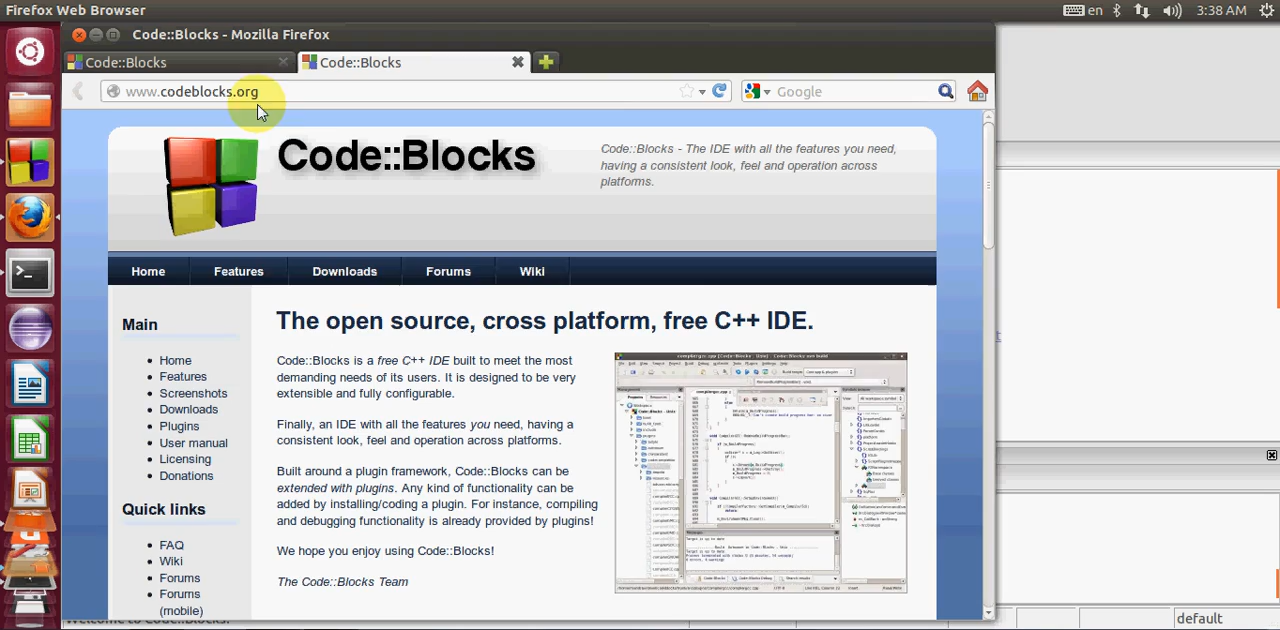 Firefox Web Browser
en
3:38 AM
Code::Blocks - Mozilla Firefox
Code::Blocks
Code::Blocks
www.codeblocks.org
Google
Code::Blocks
Code::Blocks - The IDE with all the features you need,
having a consistent look, feel and operation across
platforms.
Home
Features
Downloads
Forums
Wiki
Main
Home
Features
Screenshots
Downloads
Plugins
User manual
Licensing
Donations
Quick links
FAQ
Wiki
Forums
Forums
(mobile)
The open source, cross platform, free C++ IDE.
Code::Blocks is a free C++ IDE built to meet the most
demanding needs of its users. It is designed to be very
extensible and fully configurable.
Finally, an IDE with all the features you need, having a
consistent look, feel and operation across platforms.
Built around a plugin framework, Code::Blocks can be
extended with plugins. Any kind of functionality can be
added by installing/coding a plugin. For instance, compiling
and debugging functionality is already provided by plugins!
We hope you enjoy using Code::Blocks!
The Code::Blocks Team
Welcome to Code::Blocks!
default